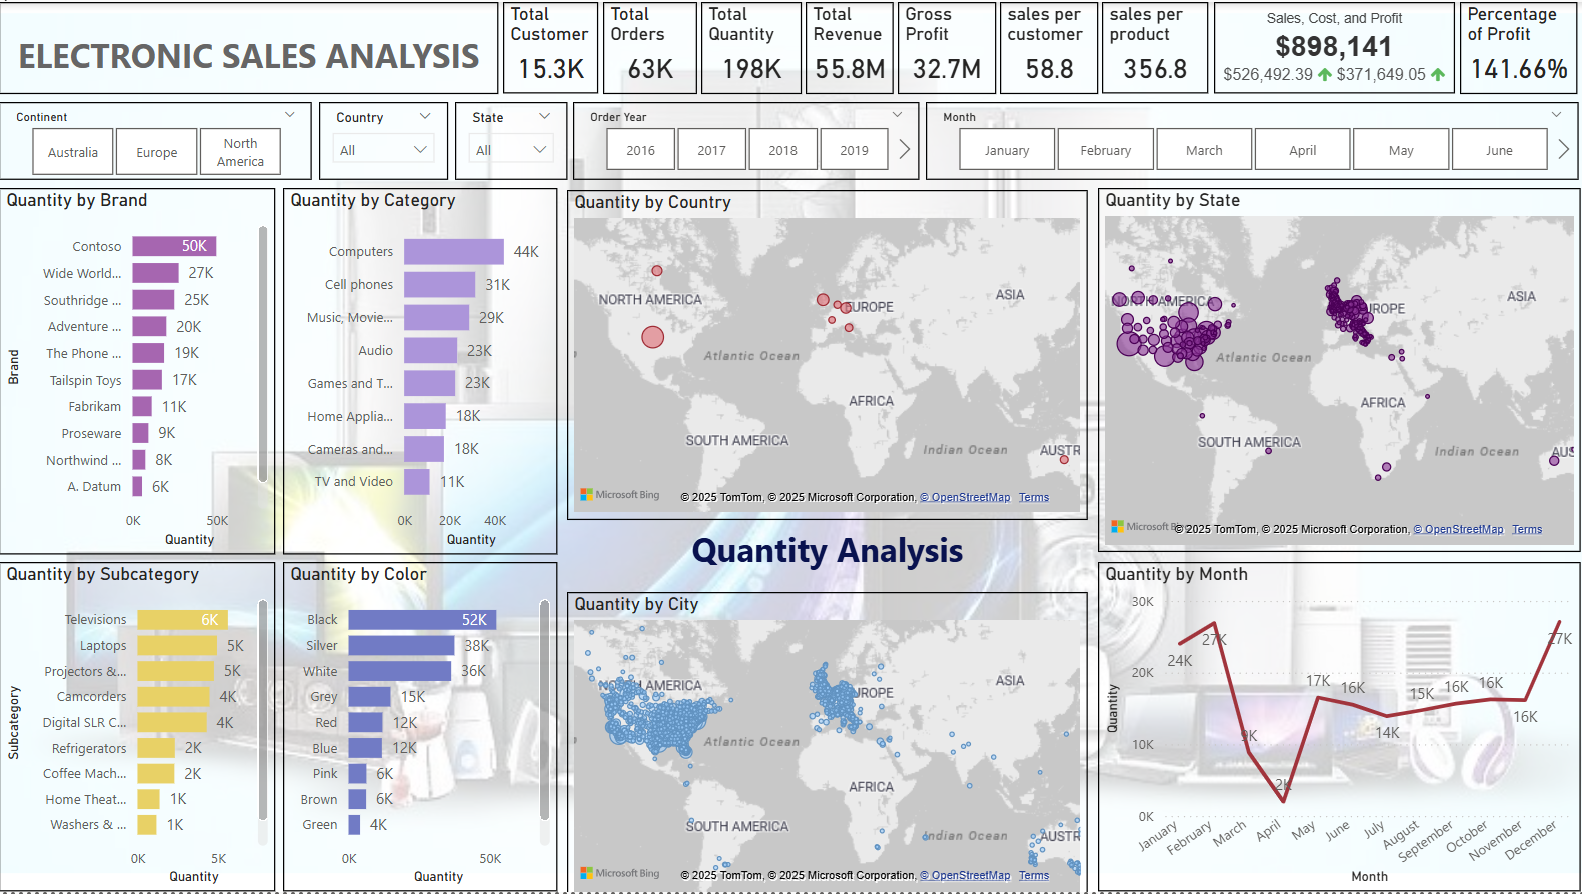 ELECTRONIC SALES ANALYSIS
Total Customer
15.3K
Total Orders
63K
Total Quantity
198K
Total Revenue
55.8M
Gross Profit
32.7M
sales per customer
58.8
sales per product
356.8
Sales, Cost, and Profit
$898,141
$526,492.39 $371,649.05
Percentage of Profit
141.66%
Continent
Australia
Europe
North America
Country
All
State
All
Order Year
2016
2017
2018
2019
Month
January
February
March
April
May
June
Quantity by Brand
Brand
Contoso 50K
Wide World... 27K
Southridge ... 25K
Adventure ... 20K
The Phone ... 19K
Tailspin Toys 17K
Fabrikam 11K
Proseware 9K
Northwind ... 8K
A. Datum 6K
0K 50K
Quantity
Quantity by Category
Computers 44K
Cell phones 31K
Music, Movie... 29K
Audio 23K
Games and T... 23K
Home Applia... 18K
Cameras and... 18K
TV and Video 11K
0K 20K 40K
Quantity
Quantity by Country
NORTH AMERICA
EUROPE
ASIA
Atlantic Ocean
AFRICA
SOUTH AMERICA
Indian Ocean
AUSTR
Microsoft Bing
© 2025 TomTom, © 2025 Microsoft Corporation, © OpenStreetMap Terms
Quantity by State
NORTH AMERICA
ROPE
ASIA
Atlantic Ocean
AFRICA
SOUTH AMERICA
Indian Ocean
AUS
Microsoft B
© 2025 TomTom, © 2025 Microsoft Corporation, © OpenStreetMap Terms
Quantity Analysis
Quantity by Subcategory
Subcategory
Televisions 6K
Laptops 5K
Projectors &... 5K
Camcorders 4K
Digital SLR C... 4K
Refrigerators 2K
Coffee Mach... 2K
Home Theat... 1K
Washers & ... 1K
0K 5K
Quantity
Quantity by Color
Black 52K
Silver 38K
White 36K
Grey 15K
Red 12K
Blue 12K
Pink 6K
Brown 6K
Green 4K
0K 50K
Quantity
Quantity by City
NORTH AMERICA
UROPE
ASIA
Atlantic Ocean
AFRICA
SOUTH AMERICA
Indian Ocean
AUSTR
Microsoft Bing
© 2025 TomTom, © 2025 Microsoft Corporation, © OpenStreetMap Terms
Quantity by Month
Quantity
30K
20K
10K
0K
24K
27K
9K
2K
17K
16K
14K
15K
16K
16K
16K
27K
January
February
March
April
May
June
July
August
September
October
November
December
Month